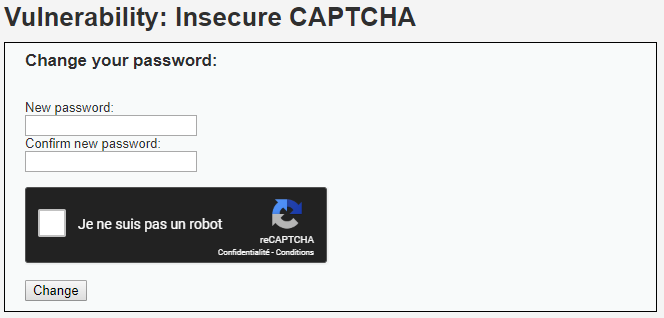 Vulnerability: Insecure CAPTCHA
Change your password:
New password:
Confirm new password:
Je ne suis pas un robot
reCAPTCHA
Confidentialité - Conditions
Change